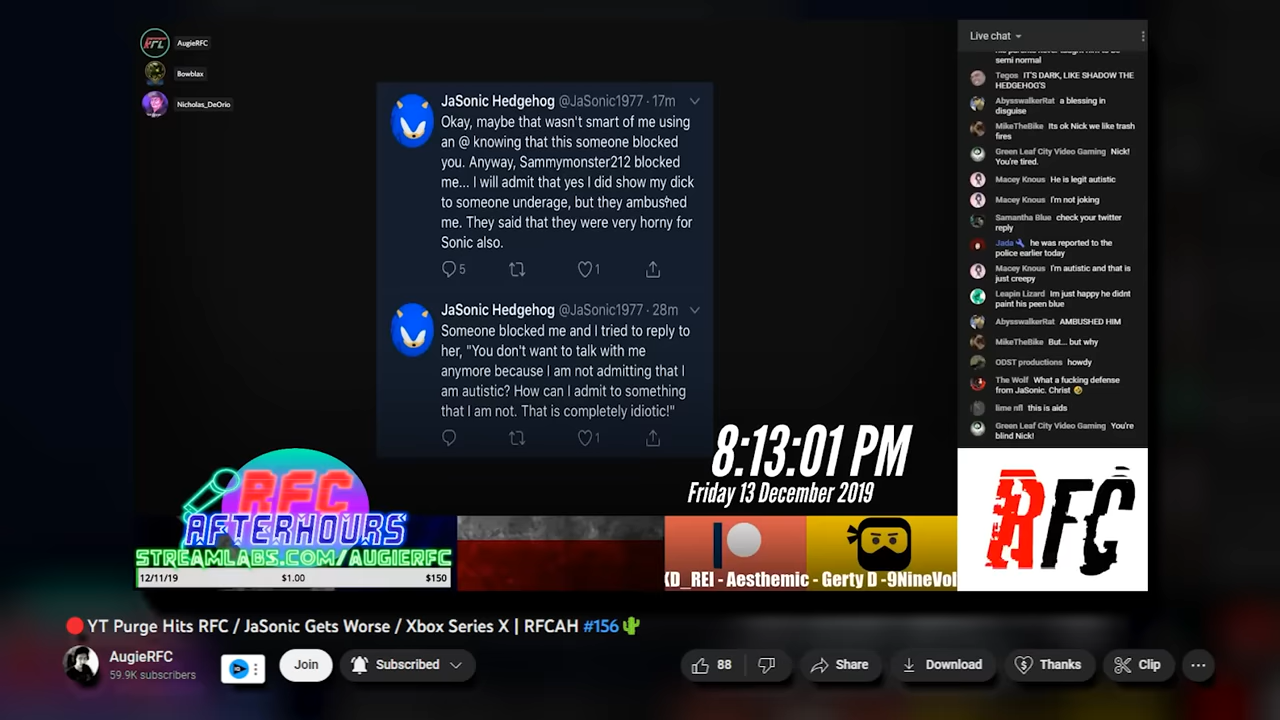 AugieRFC
Bowblax
Nicholas_DeOrio
JaSonic Hedgehog @JaSonic1977 · 17m
Okay, maybe that wasn't smart of me using
an @ knowing that this someone blocked
you. Anyway, Sammymonster212 blocked
me... I will admit that yes I did show my dick
to someone underage, but they ambushed
me. They said that they were very horny for
Sonic also.
5
1
JaSonic Hedgehog @JaSonic1977 · 28m
Someone blocked me and I tried to reply to
her, "You don't want to talk with me
anymore because I am not admitting that I
am autistic? How can I admit to something
that I am not. That is completely idiotic!"
1
Live chat
semi normal
Tegos IT'S DARK, LIKE SHADOW THE
HEDGEHOG'S
AbysswalkerRat a blessing in
disguise
MikeTheBike Its ok Nick we like trash
fires
Green Leaf City Video Gaming Nick!
You're tired.
Macey Knous He is legit autistic
Macey Knous I'm not joking
Samantha Blue check your twitter
reply
Jada he was reported to the
police earlier today
Macey Knous I'm autistic and that is
just creepy
Leapin Lizard Im just happy he didnt
paint his peen blue
AbysswalkerRat AMBUSHED HIM
MikeTheBike But... but why
ODST productions howdy
The Wolf What a fucking defense
from JaSonic. Christ
lime nfl this is aids
Green Leaf City Video Gaming You're
blind Nick!
8:13:01 PM
Friday 13 December 2019
RFC
AFTERHOURS
STREAMLABS.COM/AUGIERFC
12/11/19 $1.00 $150
KD_REI - Aesthemic - Gerty D -9NineVol
RFC
YT Purge Hits RFC / JaSonic Gets Worse / Xbox Series X | RFCAH #156
AugieRFC
59.9K subscribers
Join
Subscribed
88
Share
Download
Thanks
Clip